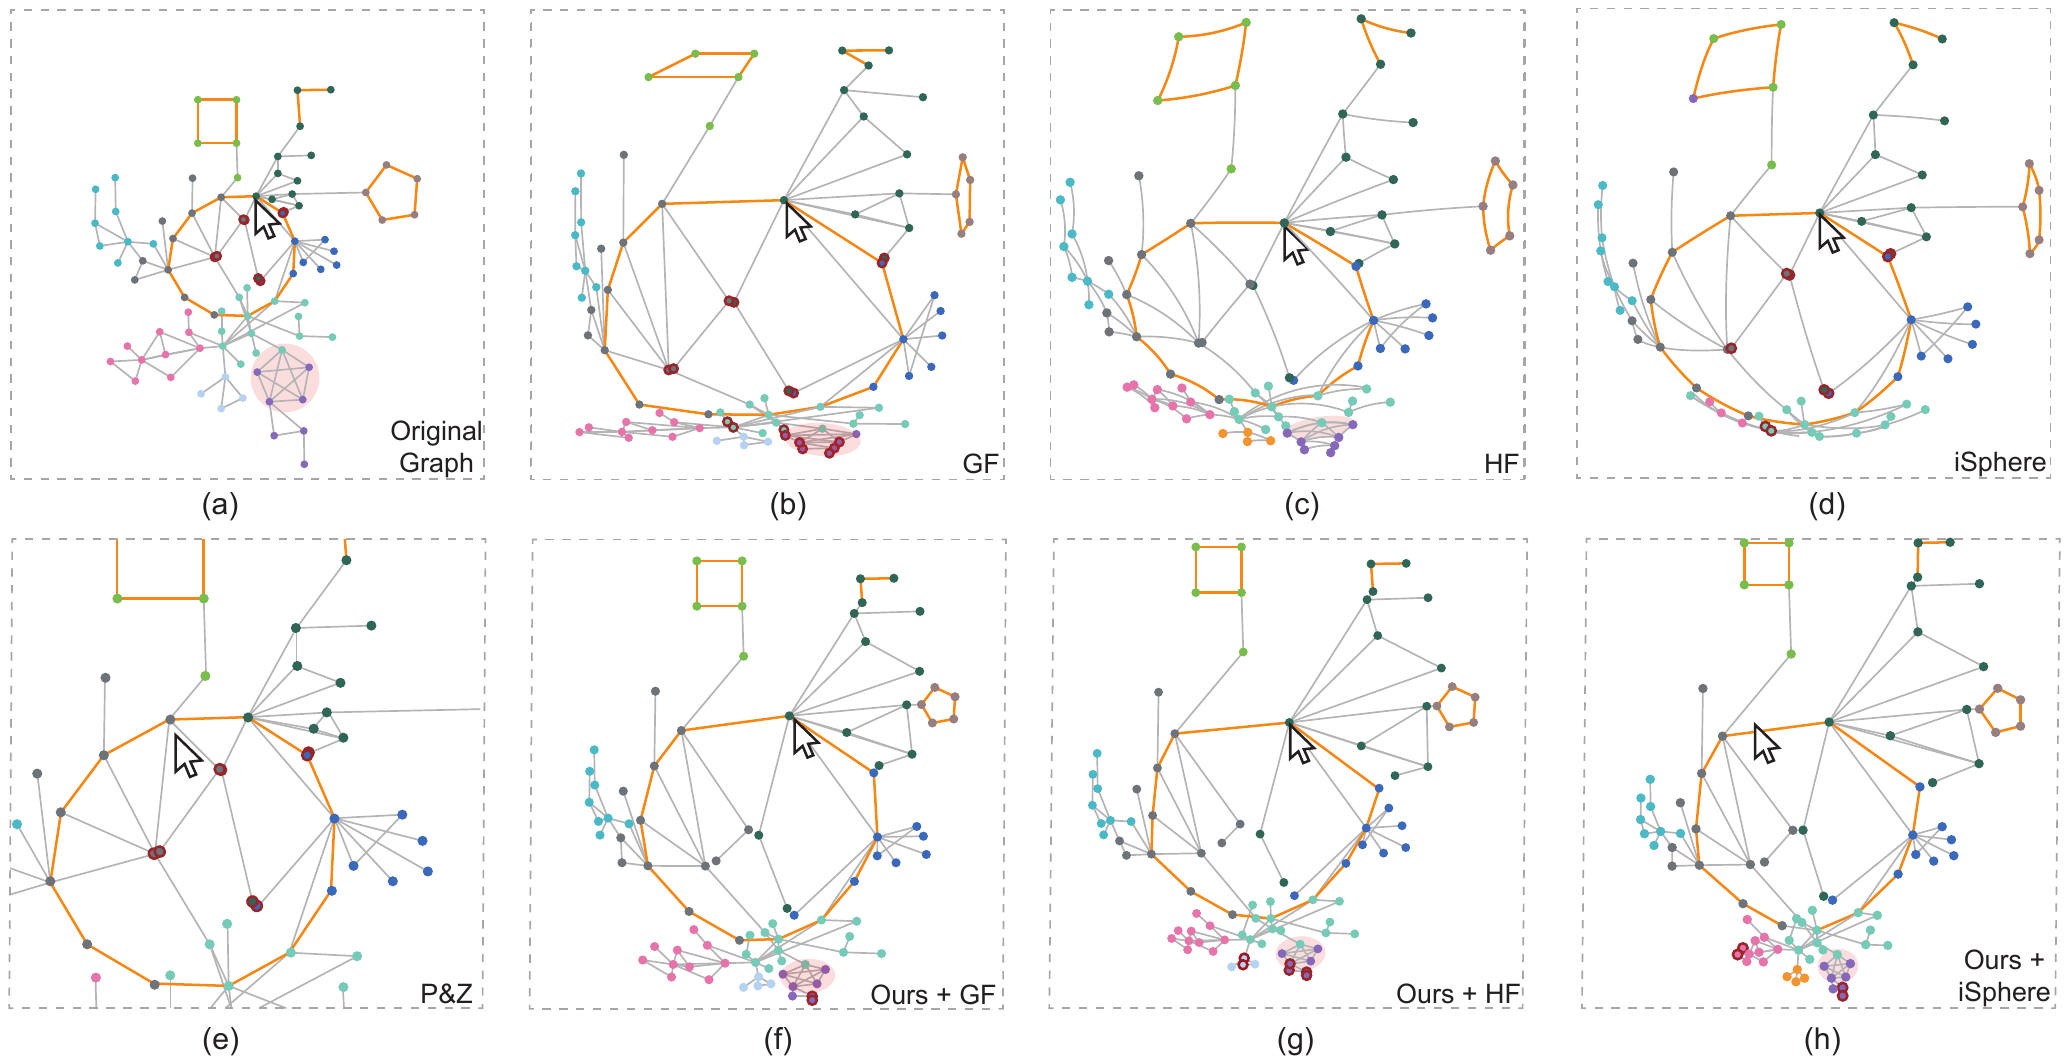 Original
Graph
(a)
GF
(b)
HF
(c)
iSphere
(d)
P&Z
(e)
Ours + GF
(f)
Ours + HF
(g)
Ours +
iSphere
(h)